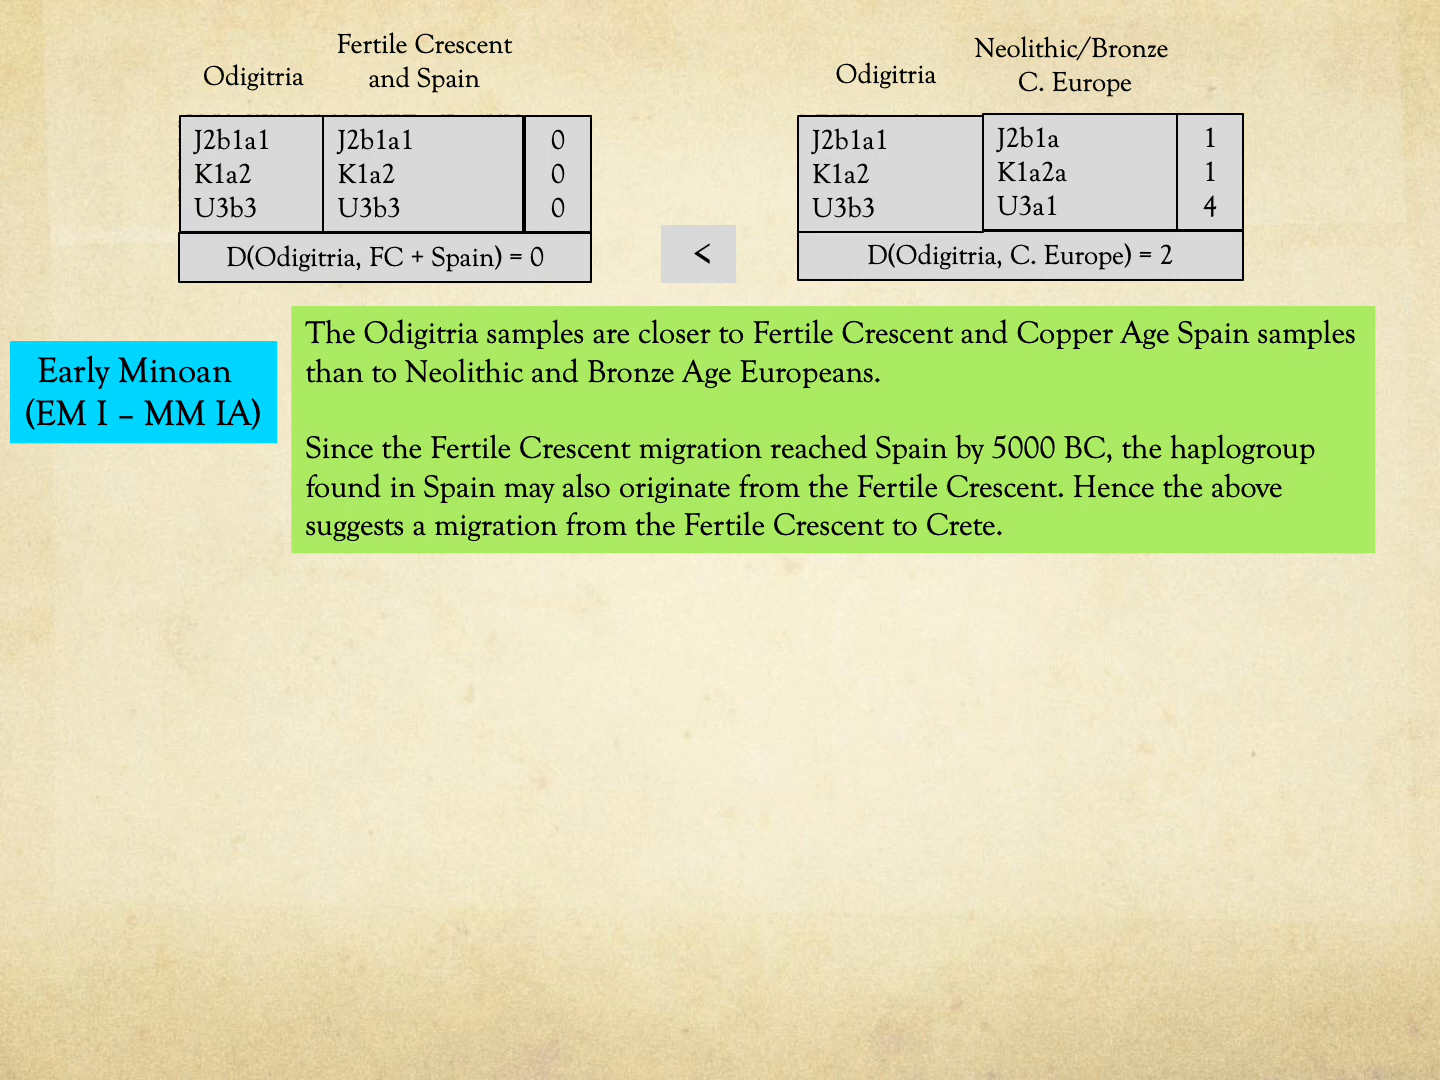 Odigitria
Fertile Crescent
and Spain
J2b1a1 J2b1a1 0
K1a2 K1a2 0
U3b3 U3b3 0
D(Odigitria, FC + Spain) = 0
<
Odigitria
Neolithic/Bronze
C. Europe
J2b1a1 J2b1a 1
K1a2 K1a2a 1
U3b3 U3a1 4
D(Odigitria, C. Europe) = 2
Early Minoan
(EM I – MM IA)
The Odigitria samples are closer to Fertile Crescent and Copper Age Spain samples
than to Neolithic and Bronze Age Europeans.
Since the Fertile Crescent migration reached Spain by 5000 BC, the haplogroup
found in Spain may also originate from the Fertile Crescent. Hence the above
suggests a migration from the Fertile Crescent to Crete.